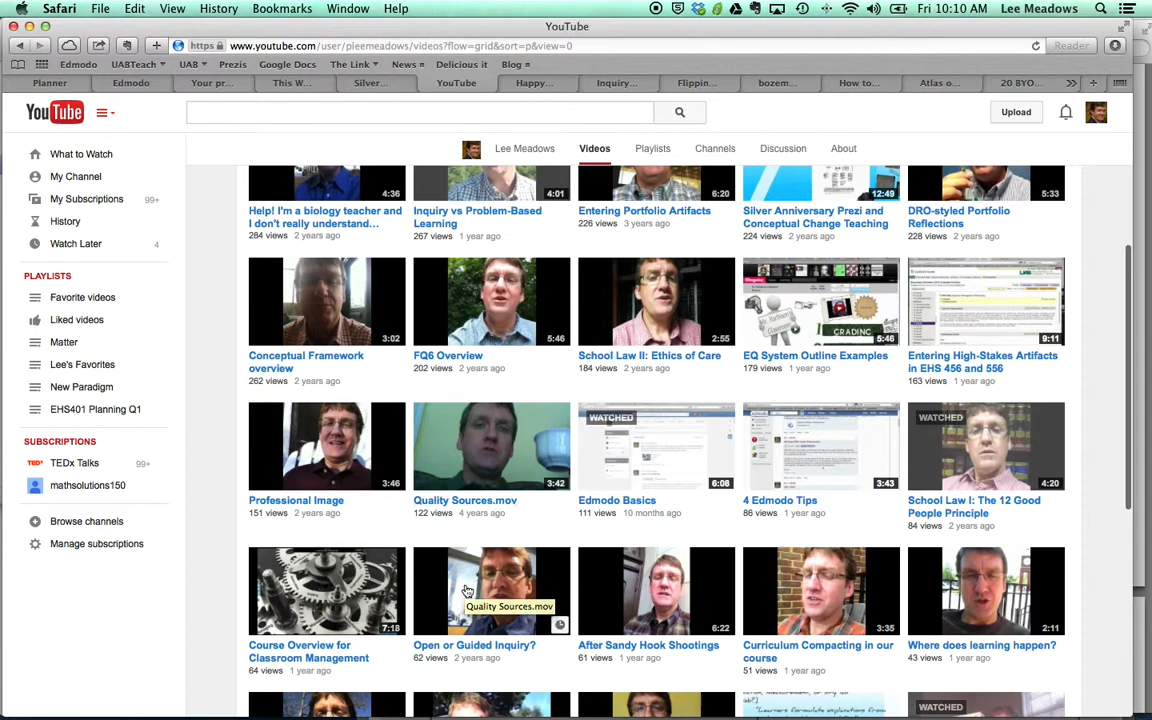 Safari File Edit View History Bookmarks Window Help Fri 10:10 AM Lee Meadows
YouTube
https www.youtube.com/user/pleemeadows/videos?flow=grid&sort=p&view=0 Reader
Edmodo UABTeach UAB Prezis Google Docs The Link News Delicious it Blog
Planner Edmodo Your pr... This W... Silver... YouTube Happy... Inquiry... Flippin... bozem... How to... Atlas o... 20 BYO... >>
YouTube Upload
Lee Meadows Videos Playlists Channels Discussion About
What to Watch
My Channel
My Subscriptions 99+
History
Watch Later 4
PLAYLISTS
Favorite videos
Liked videos
Matter
Lee's Favorites
New Paradigm
EHS401 Planning Q1
SUBSCRIPTIONS
TEDx TEDx Talks 99+
mathsolutions150
Browse channels
Manage subscriptions
4:36 4:01 6:20 12:49 5:33
Help! I'm a biology teacher and
I don't really understand...
284 views 2 years ago
Inquiry vs Problem-Based
Learning
267 views 1 year ago
Entering Portfolio Artifacts
226 views 3 years ago
Silver Anniversary Prezi and
Conceptual Change Teaching
224 views 2 years ago
DRO-styled Portfolio
Reflections
228 views 2 years ago
3:02
Conceptual Framework
overview
262 views 2 years ago
5:46
FQ6 Overview
202 views 2 years ago
2:55
School Law II: Ethics of Care
184 views 2 years ago
GRADING
5:46
EQ System Outline Examples
179 views 1 year ago
9:11
Entering High-Stakes Artifacts
in EHS 456 and 556
163 views 1 year ago
3:46
Professional Image
151 views 2 years ago
3:42
Quality Sources.mov
122 views 4 years ago
WATCHED
6:08
Edmodo Basics
111 views 10 months ago
3:43
4 Edmodo Tips
86 views 1 year ago
WATCHED
4:20
School Law I: The 12 Good
People Principle
84 views 2 years ago
7:18
Course Overview for
Classroom Management
64 views 1 year ago
Quality Sources.mov
Open or Guided Inquiry?
62 views 2 years ago
6:22
After Sandy Hook Shootings
61 views 1 year ago
3:35
Curriculum Compacting in our
course
51 views 1 year ago
2:11
Where does learning happen?
43 views 1 year ago
"Learners formulate explanations from
WATCHED